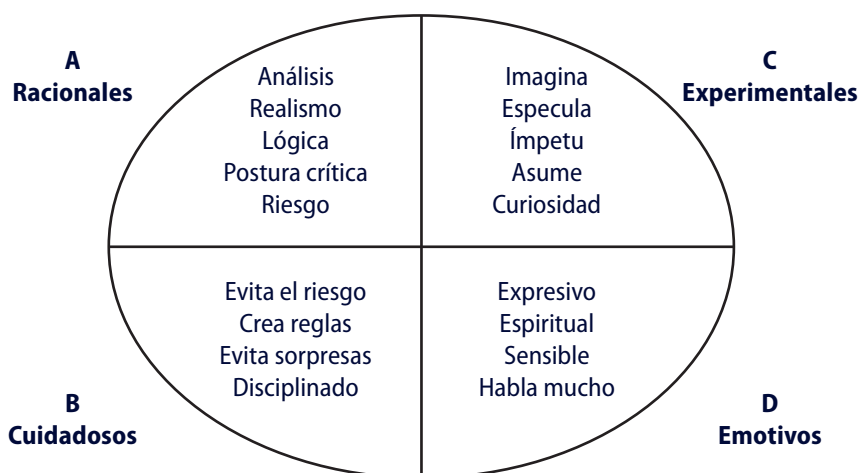 A
Racionales
Análisis
Realismo
Lógica
Postura crítica
Riesgo
Imagina
Especula
Ímpetu
Asume
Curiosidad
C
Experimentales
B
Cuidadosos
Evita el riesgo
Crea reglas
Evita sorpresas
Disciplinado
Expresivo
Espiritual
Sensible
Habla mucho
D
Emotivos